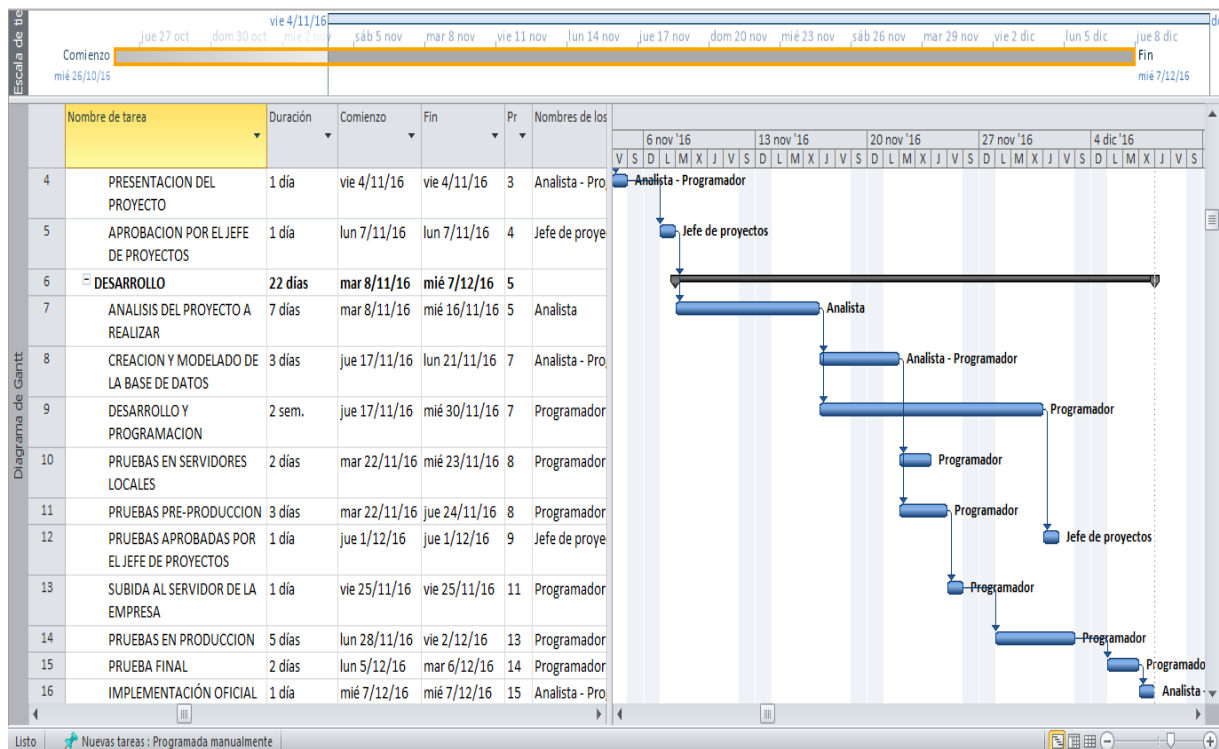 Escala de tie
vie 4/11/16
jue 27 oct dom 30 oct mié 2 nov sáb 5 nov mar 8 nov vie 11 nov lun 14 nov jue 17 nov dom 20 nov mié 23 nov sáb 26 nov mar 29 nov vie 2 dic lun 5 dic jue 8 dic
Comienzo
mié 26/10/16
Fin
mié 7/12/16
Diagrama de Gantt
Nombre de tarea Duración Comienzo Fin Pr Nombres de los
6 nov '16 13 nov '16 20 nov '16 27 nov '16 4 dic '16
V S D L M X J V S D L M X J V S D L M X J V S D L M X J V S D L M X J V S
4 PRESENTACION DEL 1 día vie 4/11/16 vie 4/11/16 3 Analista - Pro Analista - Programador
PROYECTO
5 APROBACION POR EL JEFE 1 día lun 7/11/16 lun 7/11/16 4 Jefe de proye Jefe de proyectos
DE PROYECTOS
6 DESARROLLO 22 días mar 8/11/16 mié 7/12/16 5
7 ANALISIS DEL PROYECTO A 7 días mar 8/11/16 mié 16/11/16 5 Analista Analista
REALIZAR
8 CREACION Y MODELADO DE 3 días jue 17/11/16 lun 21/11/16 7 Analista - Pro Analista - Programador
LA BASE DE DATOS
9 DESARROLLO Y 2 sem. jue 17/11/16 mié 30/11/16 7 Programador Programador
PROGRAMACION
10 PRUEBAS EN SERVIDORES 2 días mar 22/11/16 mié 23/11/16 8 Programador Programador
LOCALES
11 PRUEBAS PRE-PRODUCCION 3 días mar 22/11/16 jue 24/11/16 8 Programador Programador
12 PRUEBAS APROBADAS POR 1 día jue 1/12/16 jue 1/12/16 9 Jefe de proye Jefe de proyectos
EL JEFE DE PROYECTOS
13 SUBIDA AL SERVIDOR DE LA 1 día vie 25/11/16 vie 25/11/16 11 Programador Programador
EMPRESA
14 PRUEBAS EN PRODUCCION 5 días lun 28/11/16 vie 2/12/16 13 Programador Programador
15 PRUEBA FINAL 2 días lun 5/12/16 mar 6/12/16 14 Programador Programado
16 IMPLEMENTACIÓN OFICIAL 1 día mié 7/12/16 mié 7/12/16 15 Analista - Pro Analista -
Listo Nuevas tareas : Programada manualmente